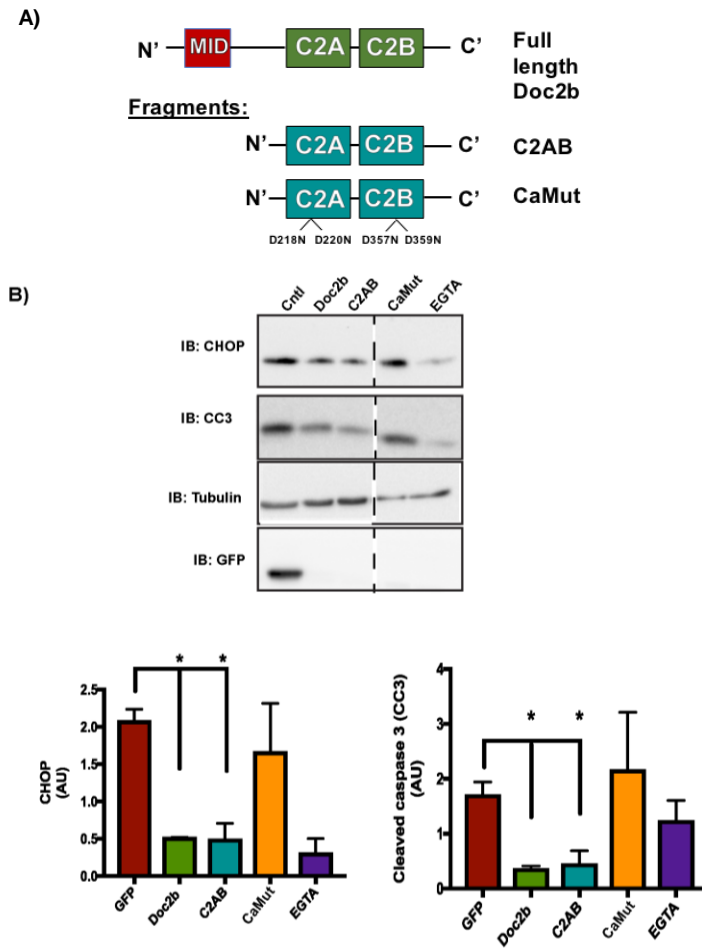 A)
N' MID C2A C2B C' Full length Doc2b
Fragments:
N' C2A C2B C' C2AB
N' C2A C2B C' CaMut
D218N D220N D357N D359N
B)
Cntl Doc2b C2AB CaMut EGTA
IB: CHOP
IB: CC3
IB: Tubulin
IB: GFP
* *
2.5
2.0
1.5
1.0
0.5
0.0
CHOP
(AU)
GFP Doc2b C2AB CaMut EGTA
* *
4
3
2
1
0
Cleaved caspase 3 (CC3)
(AU)
GFP Doc2b C2AB CaMut EGTA